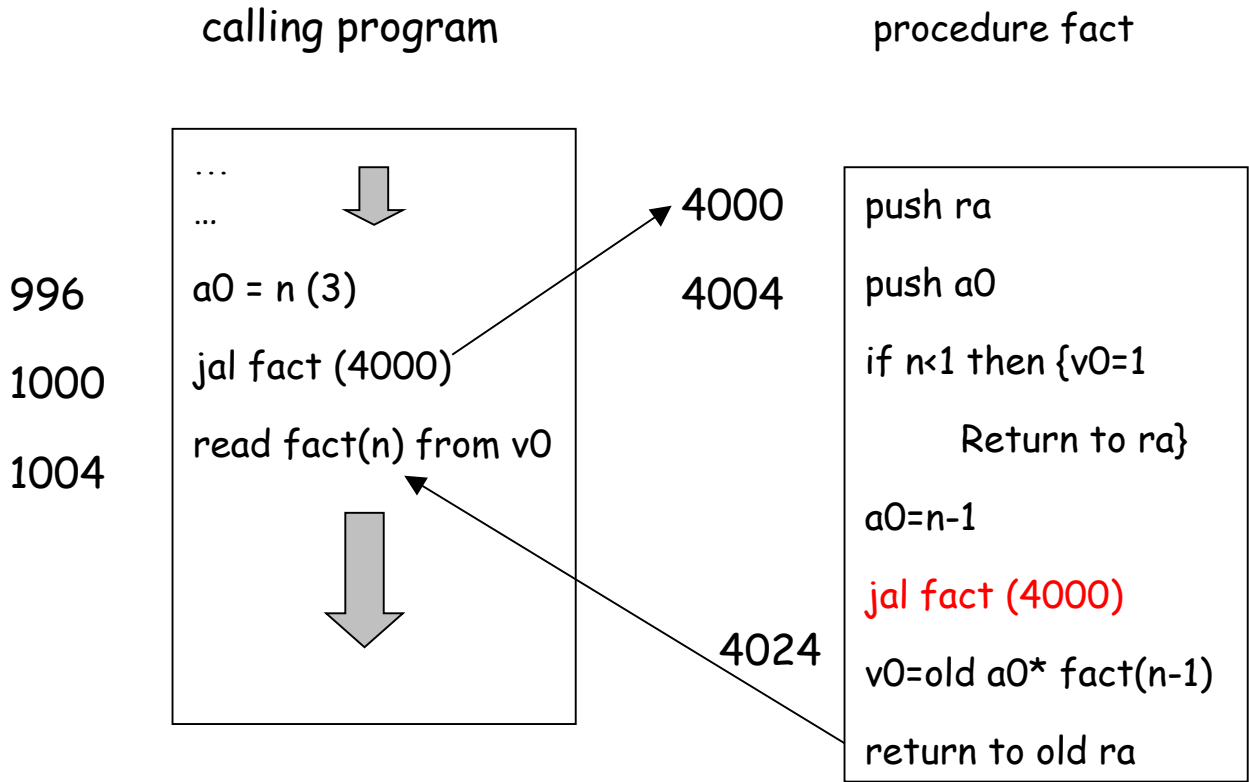 calling program
procedure fact
...
...
996
a0 = n (3)
1000
jal fact (4000)
1004
read fact(n) from v0
4000
push ra
4004
push a0
if n<1 then {v0=1
Return to ra}
a0=n-1
jal fact (4000)
4024
v0=old a0* fact(n-1)
return to old ra